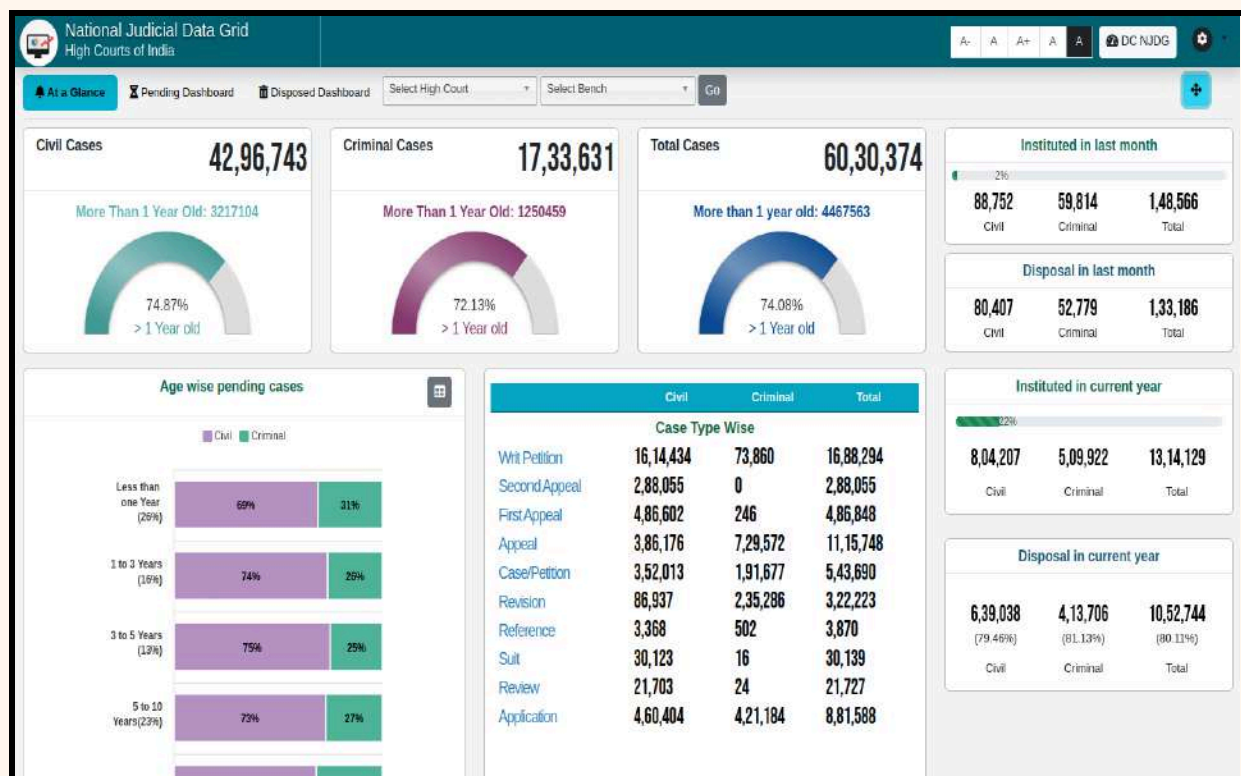 National Judicial Data Grid
High Courts of India
A- A A+ A A DC NJDG
At a Glance Pending Dashboard Disposed Dashboard Select High Court Select Bench Go
Civil Cases 42,96,743
More Than 1 Year Old: 3217104
74.87%
> 1 Year old
Criminal Cases 17,33,631
More Than 1 Year Old: 1250459
72.13%
> 1 Year old
Total Cases 60,30,374
More than 1 year old: 4467563
74.08%
> 1 Year old
Instituted in last month
2%
88,752 59,814 1,48,566
Civil Criminal Total
Disposal in last month
80,407 52,779 1,33,186
Civil Criminal Total
Age wise pending cases
Civil Criminal
Less than
one Year
(26%)
69% 31%
1 to 3 Years
(16%)
74% 26%
3 to 5 Years
(13%)
75% 25%
5 to 10
Years(23%)
73% 27%
Civil Criminal Total
Case Type Wise
Writ Petition 16,14,434 73,860 16,88,294
Second Appeal 2,88,055 0 2,88,055
First Appeal 4,86,602 246 4,86,848
Appeal 3,86,176 7,29,572 11,15,748
Case/Petition 3,52,013 1,91,677 5,43,690
Revision 86,937 2,35,286 3,22,223
Reference 3,368 502 3,870
Suit 30,123 16 30,139
Review 21,703 24 21,727
Application 4,60,404 4,21,184 8,81,588
Instituted in current year
22%
8,04,207 5,09,922 13,14,129
Civil Criminal Total
Disposal in current year
6,39,038 4,13,706 10,52,744
(79.46%) (81.13%) (80.11%)
Civil Criminal Total